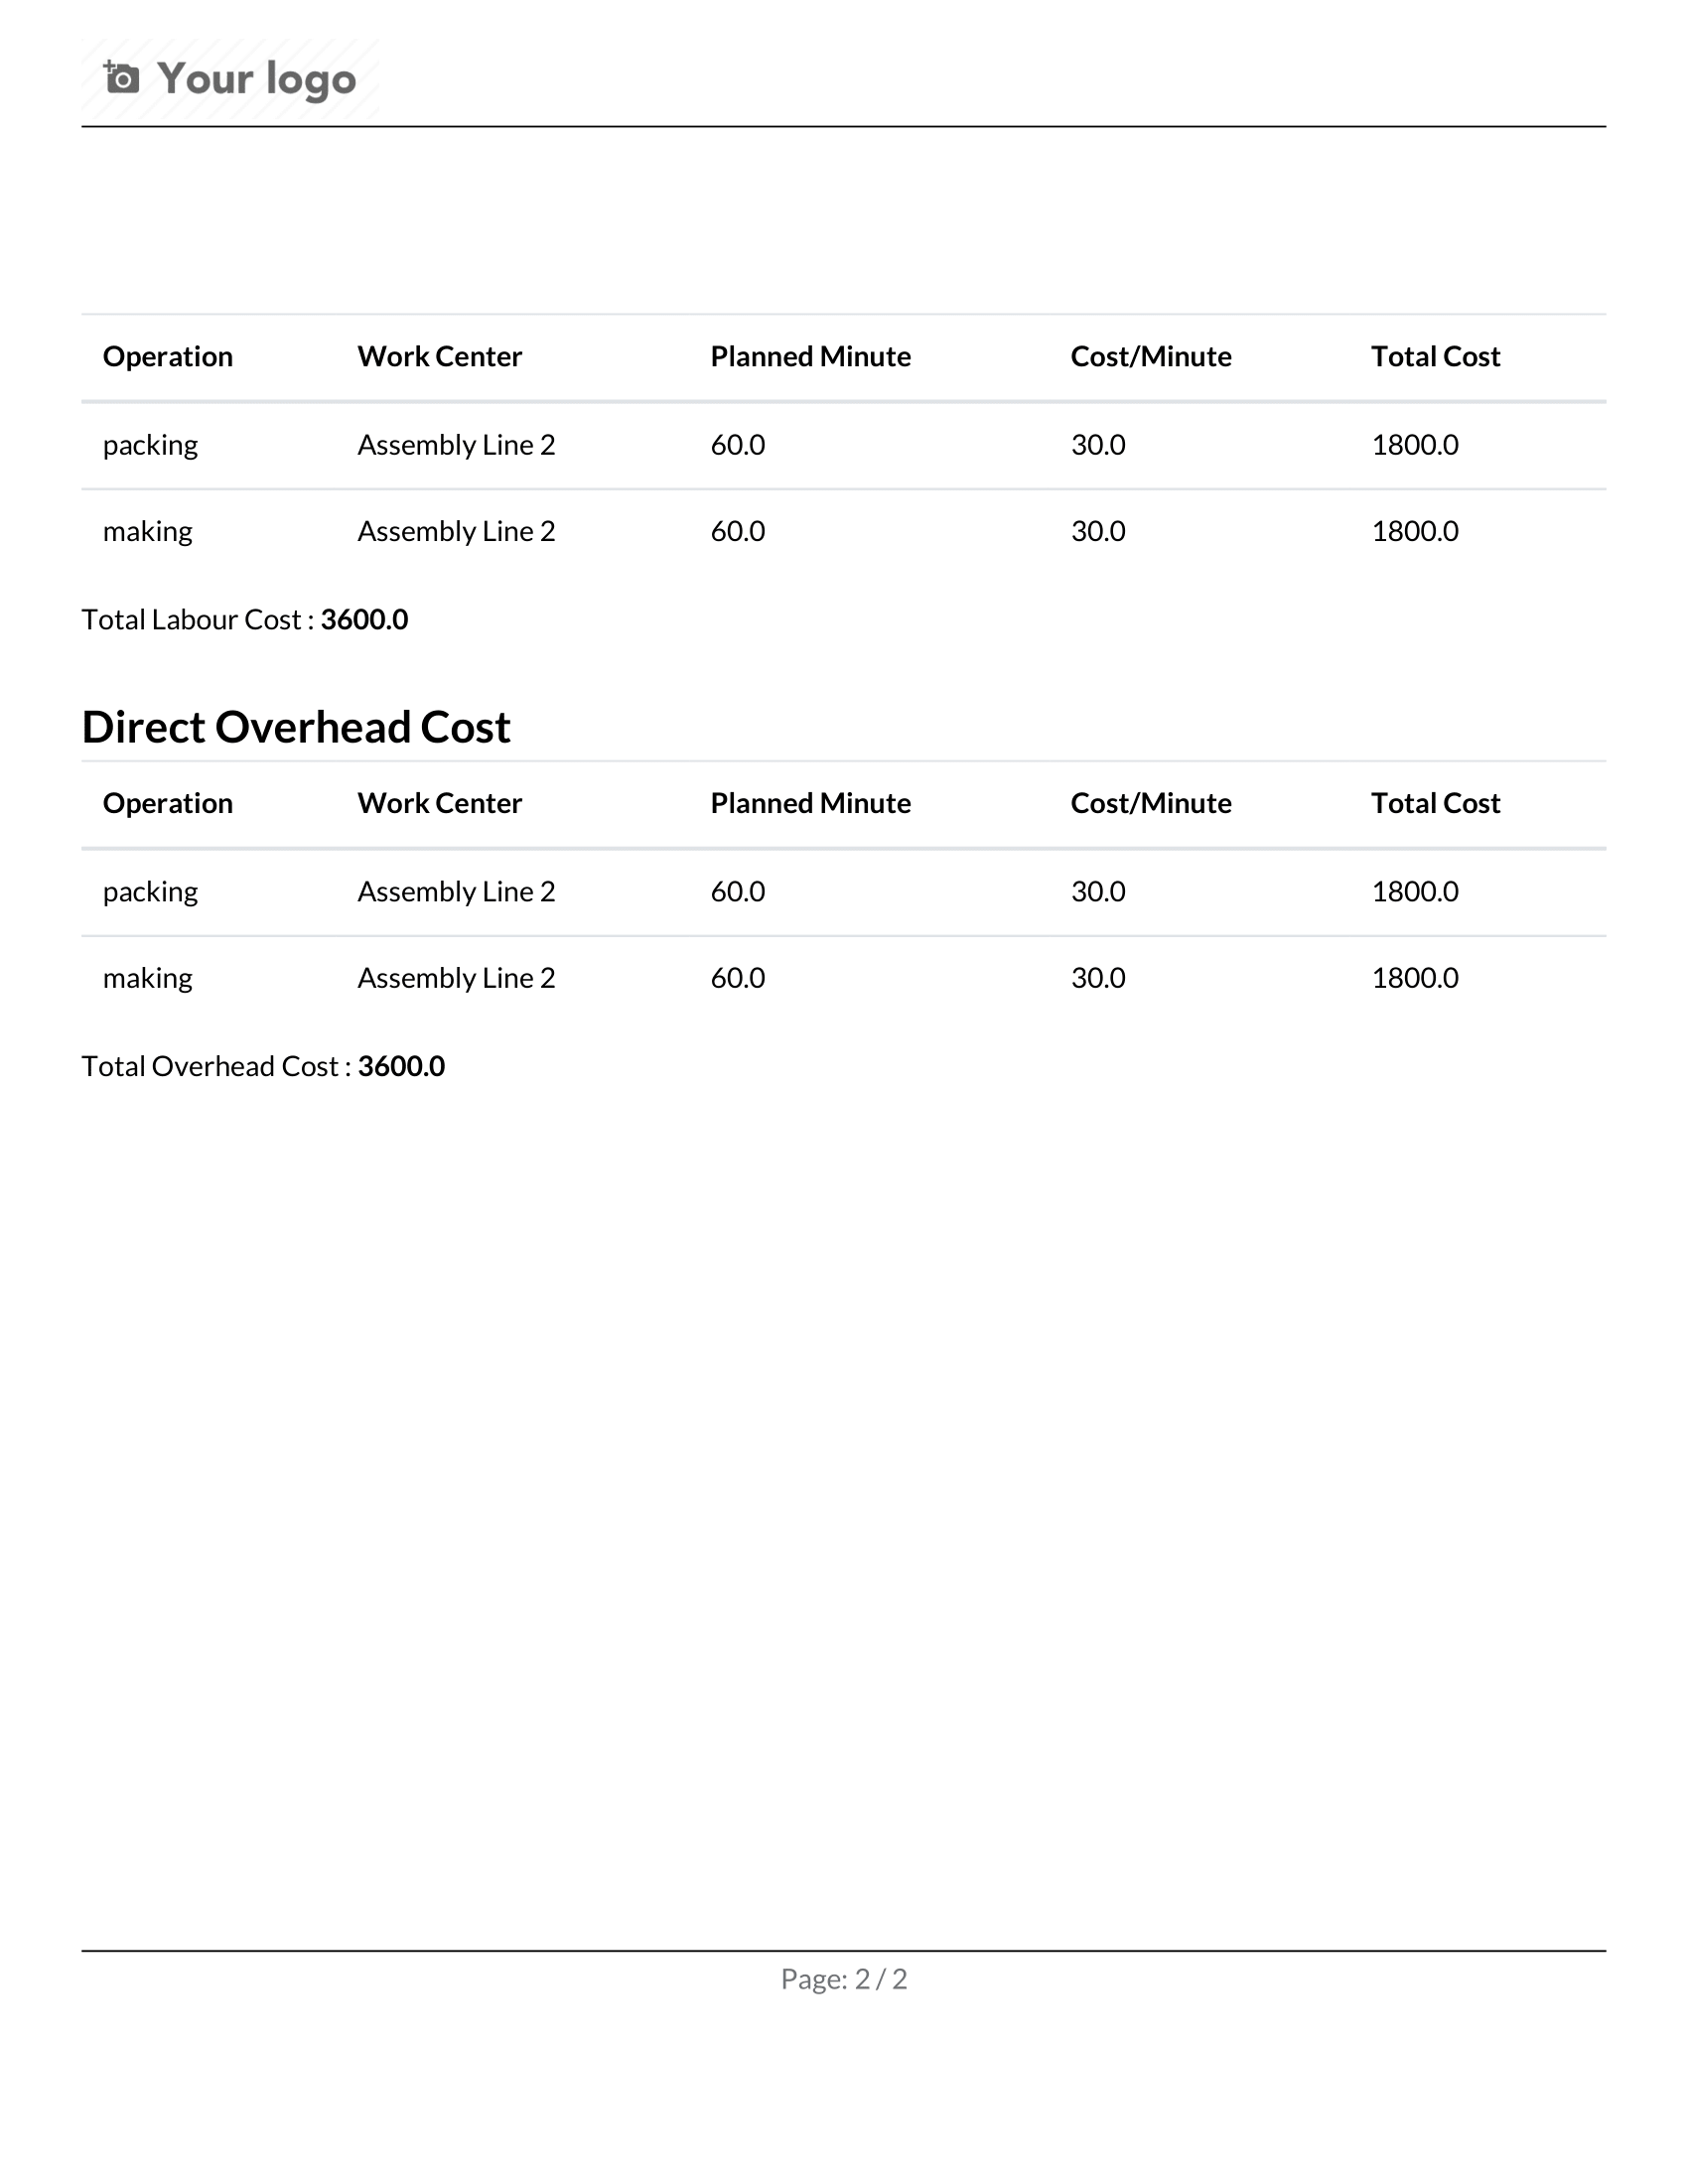 Your logo
Operation Work Center Planned Minute Cost/Minute Total Cost
packing Assembly Line 2 60.0 30.0 1800.0
making Assembly Line 2 60.0 30.0 1800.0
Total Labour Cost : 3600.0
Direct Overhead Cost
Operation Work Center Planned Minute Cost/Minute Total Cost
packing Assembly Line 2 60.0 30.0 1800.0
making Assembly Line 2 60.0 30.0 1800.0
Total Overhead Cost : 3600.0
Page: 2 / 2